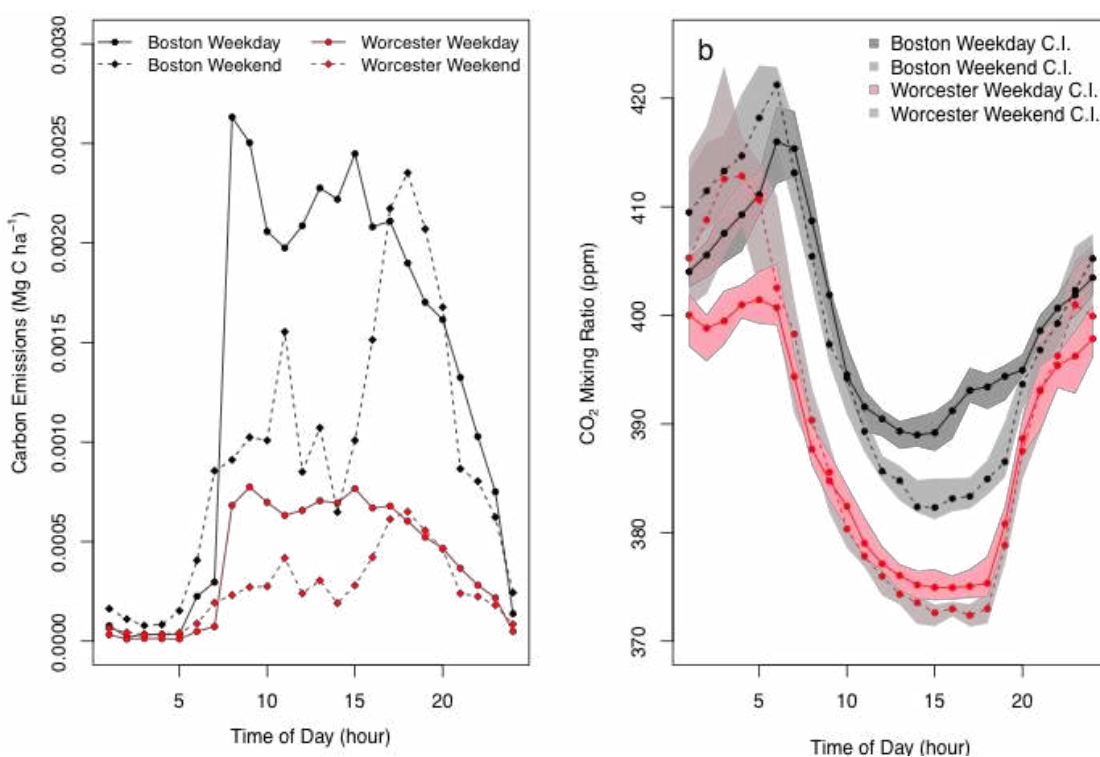 Boston Weekday
Boston Weekend
Worcester Weekday
Worcester Weekend
0.0030
0.0025
0.0020
0.0015
0.0010
0.0005
0.0000
Carbon Emissions (Mg C ha⁻¹)
5 10 15 20
Time of Day (hour)
b
Boston Weekday C.I.
Boston Weekend C.I.
Worcester Weekday C.I.
Worcester Weekend C.I.
420
410
400
390
380
370
CO₂ Mixing Ratio (ppm)
5 10 15 20
Time of Day (hour)